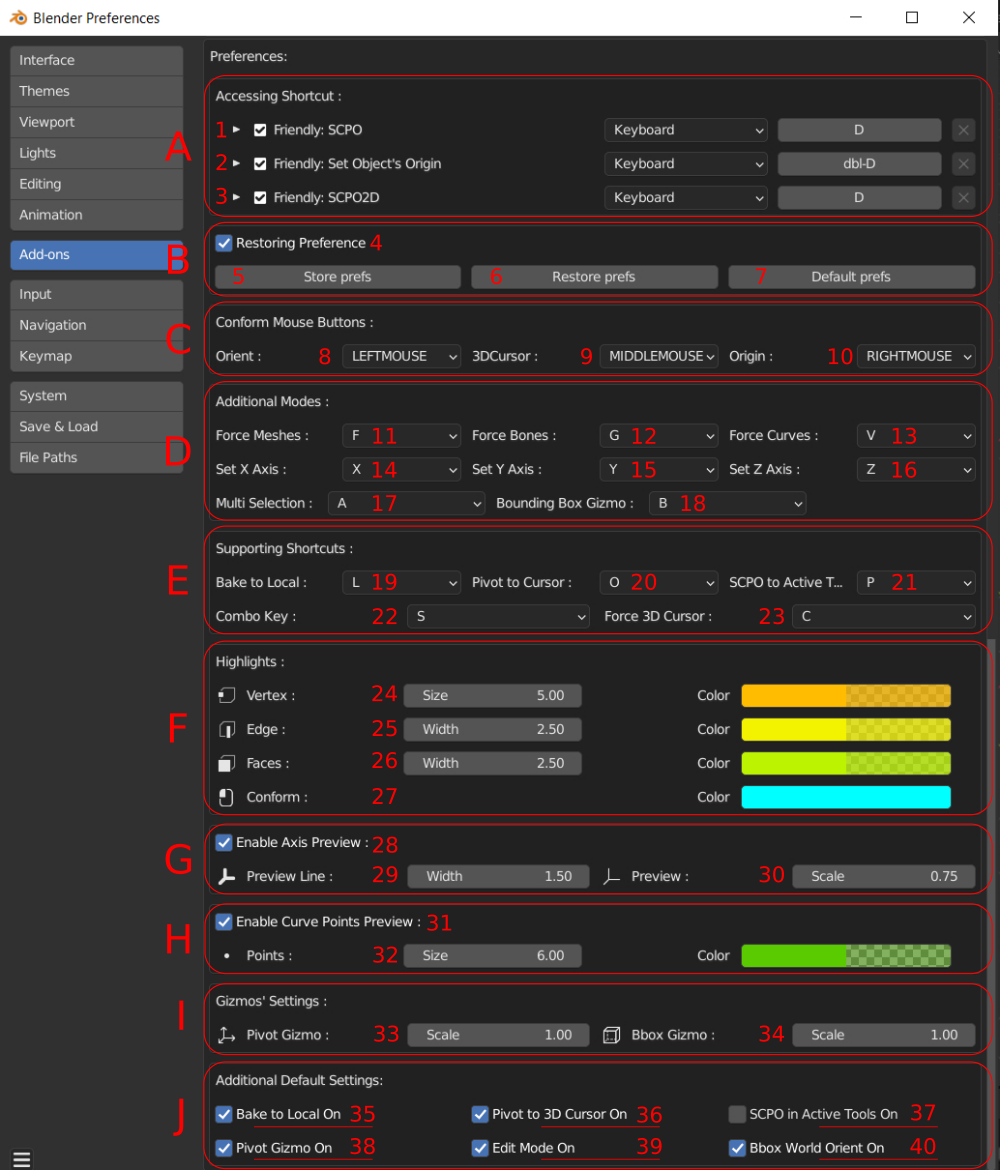 Blender Preferences
Interface
Themes
Viewport
Lights
Editing
Animation
Add-ons
Input
Navigation
Keymap
System
Save & Load
File Paths
Preferences:
A
Accessing Shortcut :
1 Friendly: SCPO Keyboard D
2 Friendly: Set Object's Origin Keyboard dbl-D
3 Friendly: SCPO2D Keyboard D
B
Restoring Preference 4
5 Store prefs 6 Restore prefs 7 Default prefs
C
Conform Mouse Buttons :
Orient : 8 LEFTMOUSE 3DCursor : 9 MIDDLEMOUSE Origin : 10 RIGHTMOUSE
D
Additional Modes :
Force Meshes : F 11 Force Bones : G 12 Force Curves : V 13
Set X Axis : X 14 Set Y Axis : Y 15 Set Z Axis : Z 16
Multi Selection : A 17 Bounding Box Gizmo : B 18
E
Supporting Shortcuts :
Bake to Local : L 19 Pivot to Cursor : O 20 SCPO to Active T... P 21
Combo Key : 22 S Force 3D Cursor : 23 C
F
Highlights :
Vertex : 24 Size 5.00 Color
Edge : 25 Width 2.50 Color
Faces : 26 Width 2.50 Color
Conform : 27 Color
G
Enable Axis Preview : 28
Preview Line : 29 Width 1.50 Preview : 30 Scale 0.75
H
Enable Curve Points Preview : 31
Points : 32 Size 6.00 Color
I
Gizmos' Settings :
Pivot Gizmo : 33 Scale 1.00 Bbox Gizmo : 34 Scale 1.00
J
Additional Default Settings:
Bake to Local On 35 Pivot to 3D Cursor On 36 SCPO in Active Tools On 37
Pivot Gizmo On 38 Edit Mode On 39 Bbox World Orient On 40